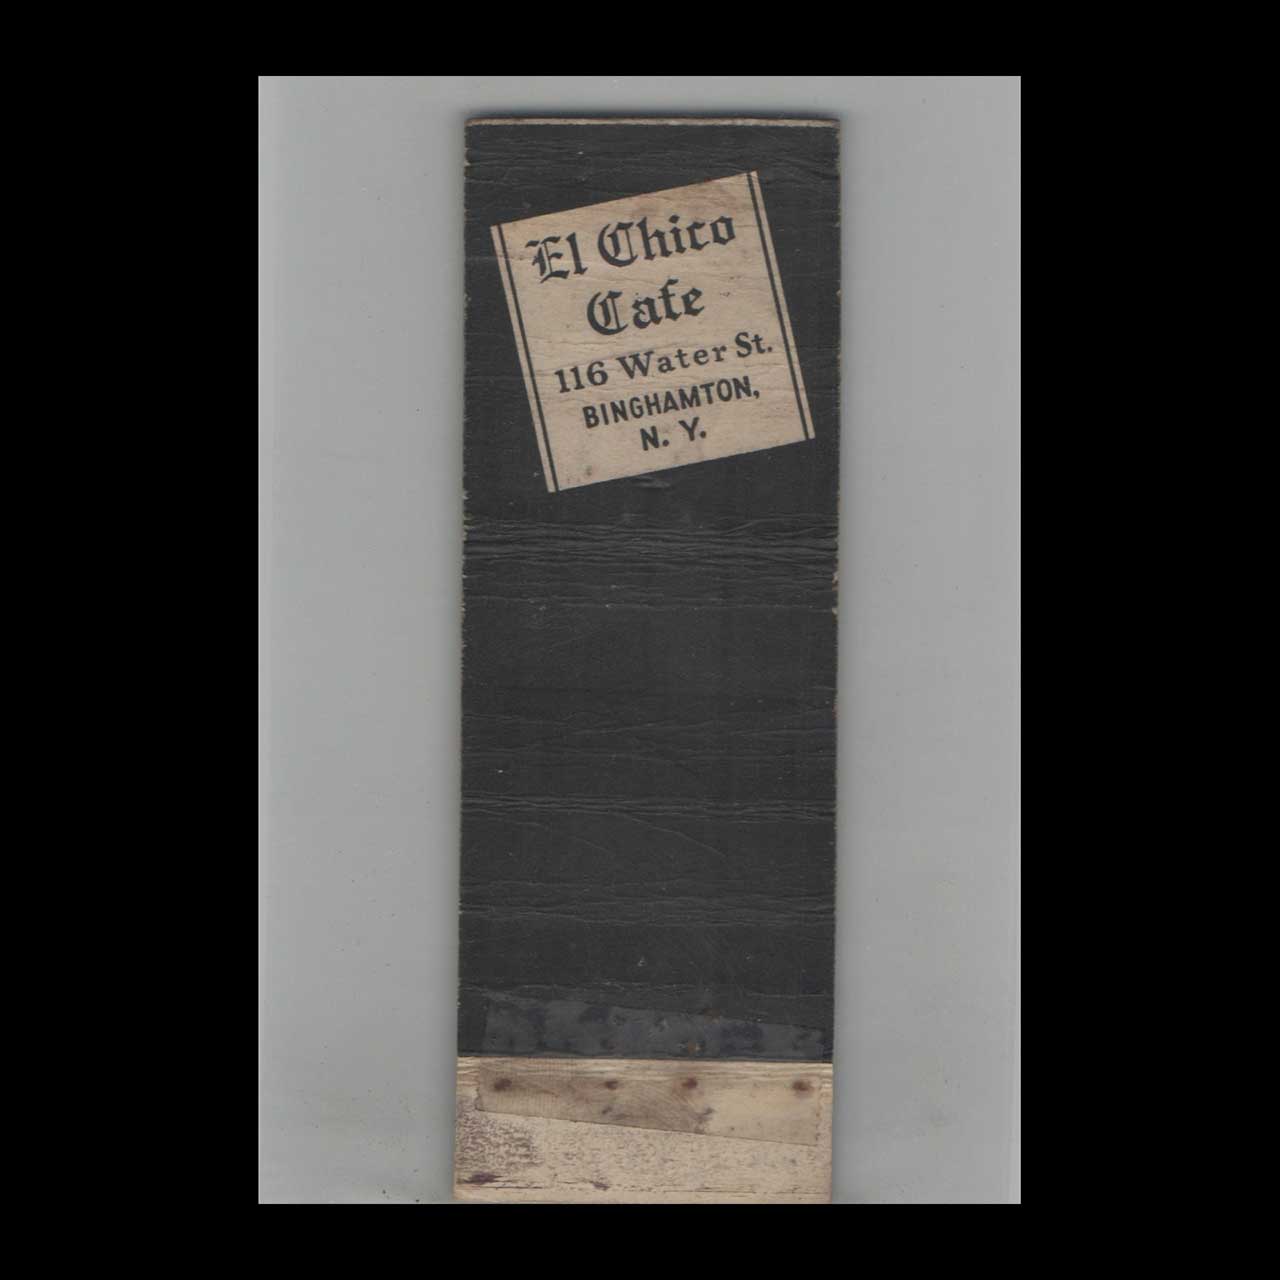 El Chico
Cafe
116 Water St.
BINGHAMTON,
N. Y.